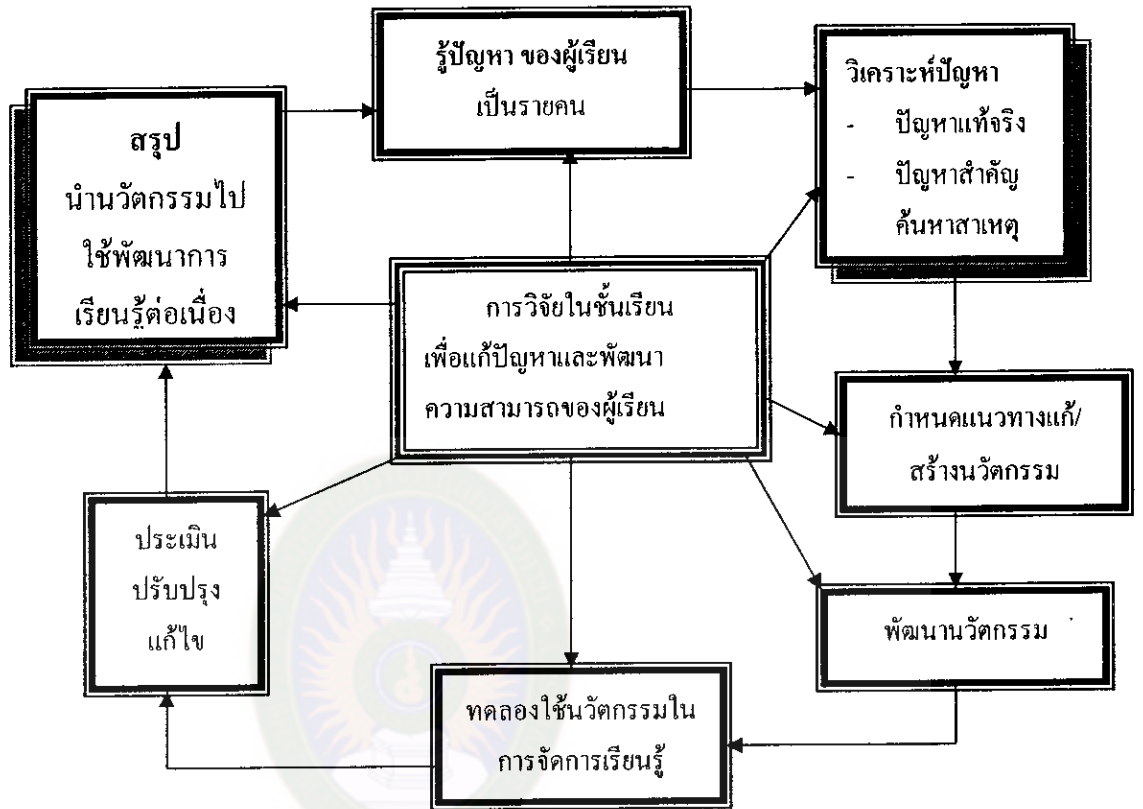 รู้ปัญหา ของผู้เรียน
เป็นรายคน
วิเคราะห์ปัญหา
- ปัญหาแท้จริง
- ปัญหาสำคัญ
ค้นหาสาเหตุ
สรุป
นำนวัตกรรมไป
ใช้พัฒนาการ
เรียนรู้ต่อเนื่อง
การวิจัยในชั้นเรียน
เพื่อแก้ปัญหาและพัฒนา
ความสามารถของผู้เรียน
กำหนดแนวทางแก้/
สร้างนวัตกรรม
ประเมิน
ปรับปรุง
แก้ไข
พัฒนานวัตกรรม
ทดลองใช้นวัตกรรมใน
การจัดการเรียนรู้